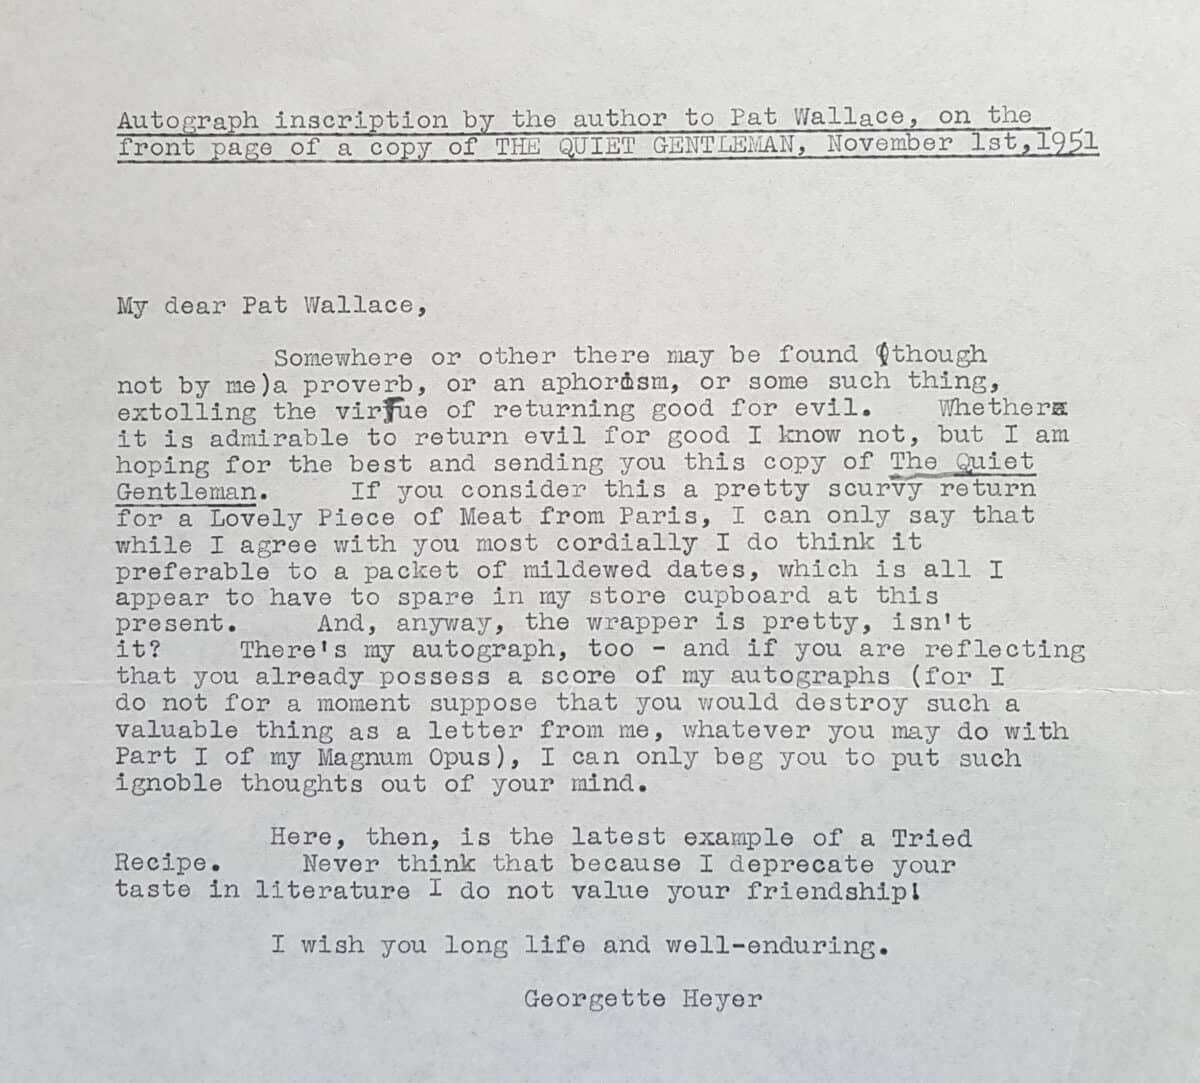 Autograph inscription by the author to Pat Wallace, on the
front page of a copy of THE QUIET GENTLEMAN, November 1st,1951
My dear Pat Wallace,
Somewhere or other there may be found (though
not by me)a proverb, or an aphorism, or some such thing,
extolling the virtue of returning good for evil. Whether
it is admirable to return evil for good I know not, but I am
hoping for the best and sending you this copy of The Quiet
Gentleman. If you consider this a pretty scurvy return
for a Lovely Piece of Meat from Paris, I can only say that
while I agree with you most cordially I do think it
preferable to a packet of mildewed dates, which is all I
appear to have to spare in my store cupboard at this
present. And, anyway, the wrapper is pretty, isn't
it? There's my autograph, too - and if you are reflecting
that you already possess a score of my autographs (for I
do not for a moment suppose that you would destroy such a
valuable thing as a letter from me, whatever you may do with
Part I of my Magnum Opus), I can only beg you to put such
ignoble thoughts out of your mind.
Here, then, is the latest example of a Tried
Recipe. Never think that because I deprecate your
taste in literature I do not value your friendship!
I wish you long life and well-enduring.
Georgette Heyer